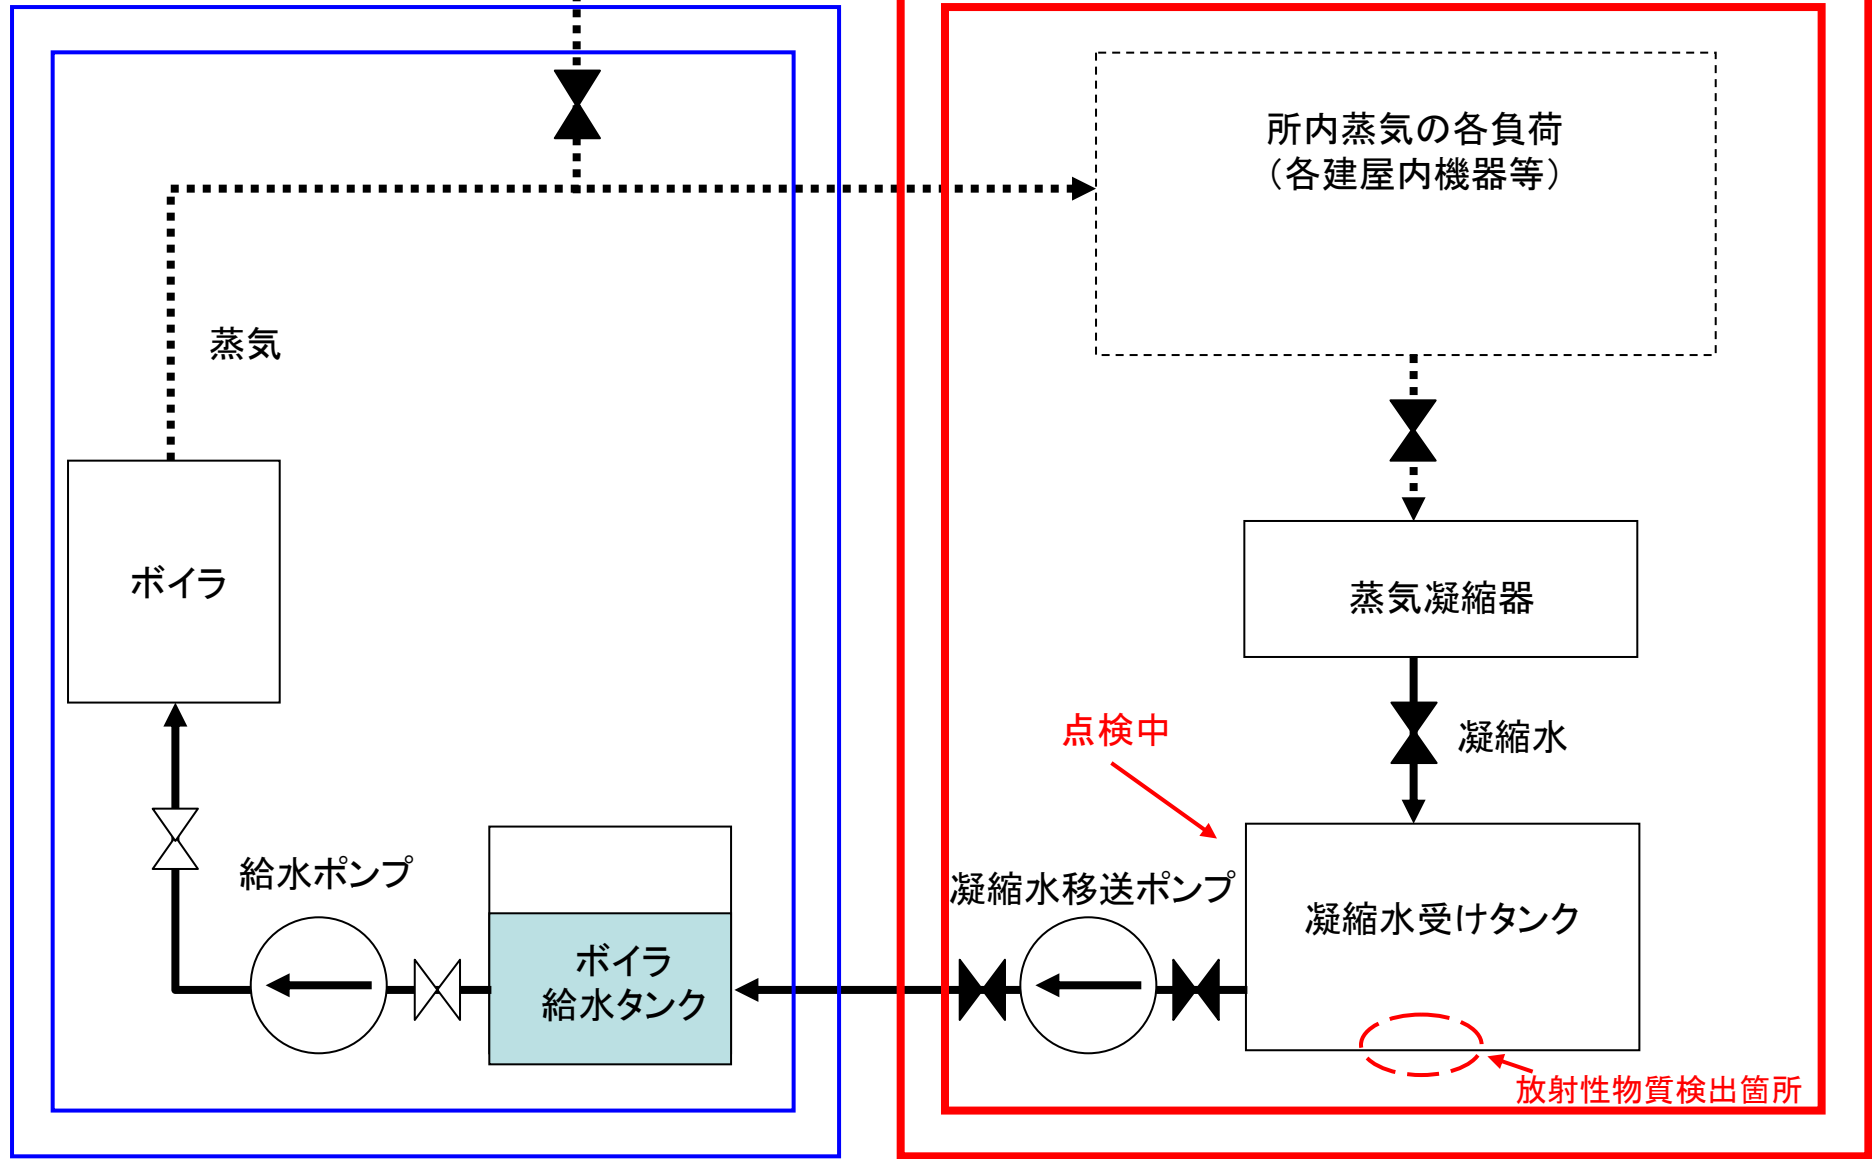 所内蒸気の各負荷
（各建屋内機器等）
蒸気
ボイラ
蒸気凝縮器
点検中
凝縮水
給水ポンプ
凝縮水移送ポンプ
凝縮水受けタンク
ボイラ
給水タンク
放射性物質検出箇所